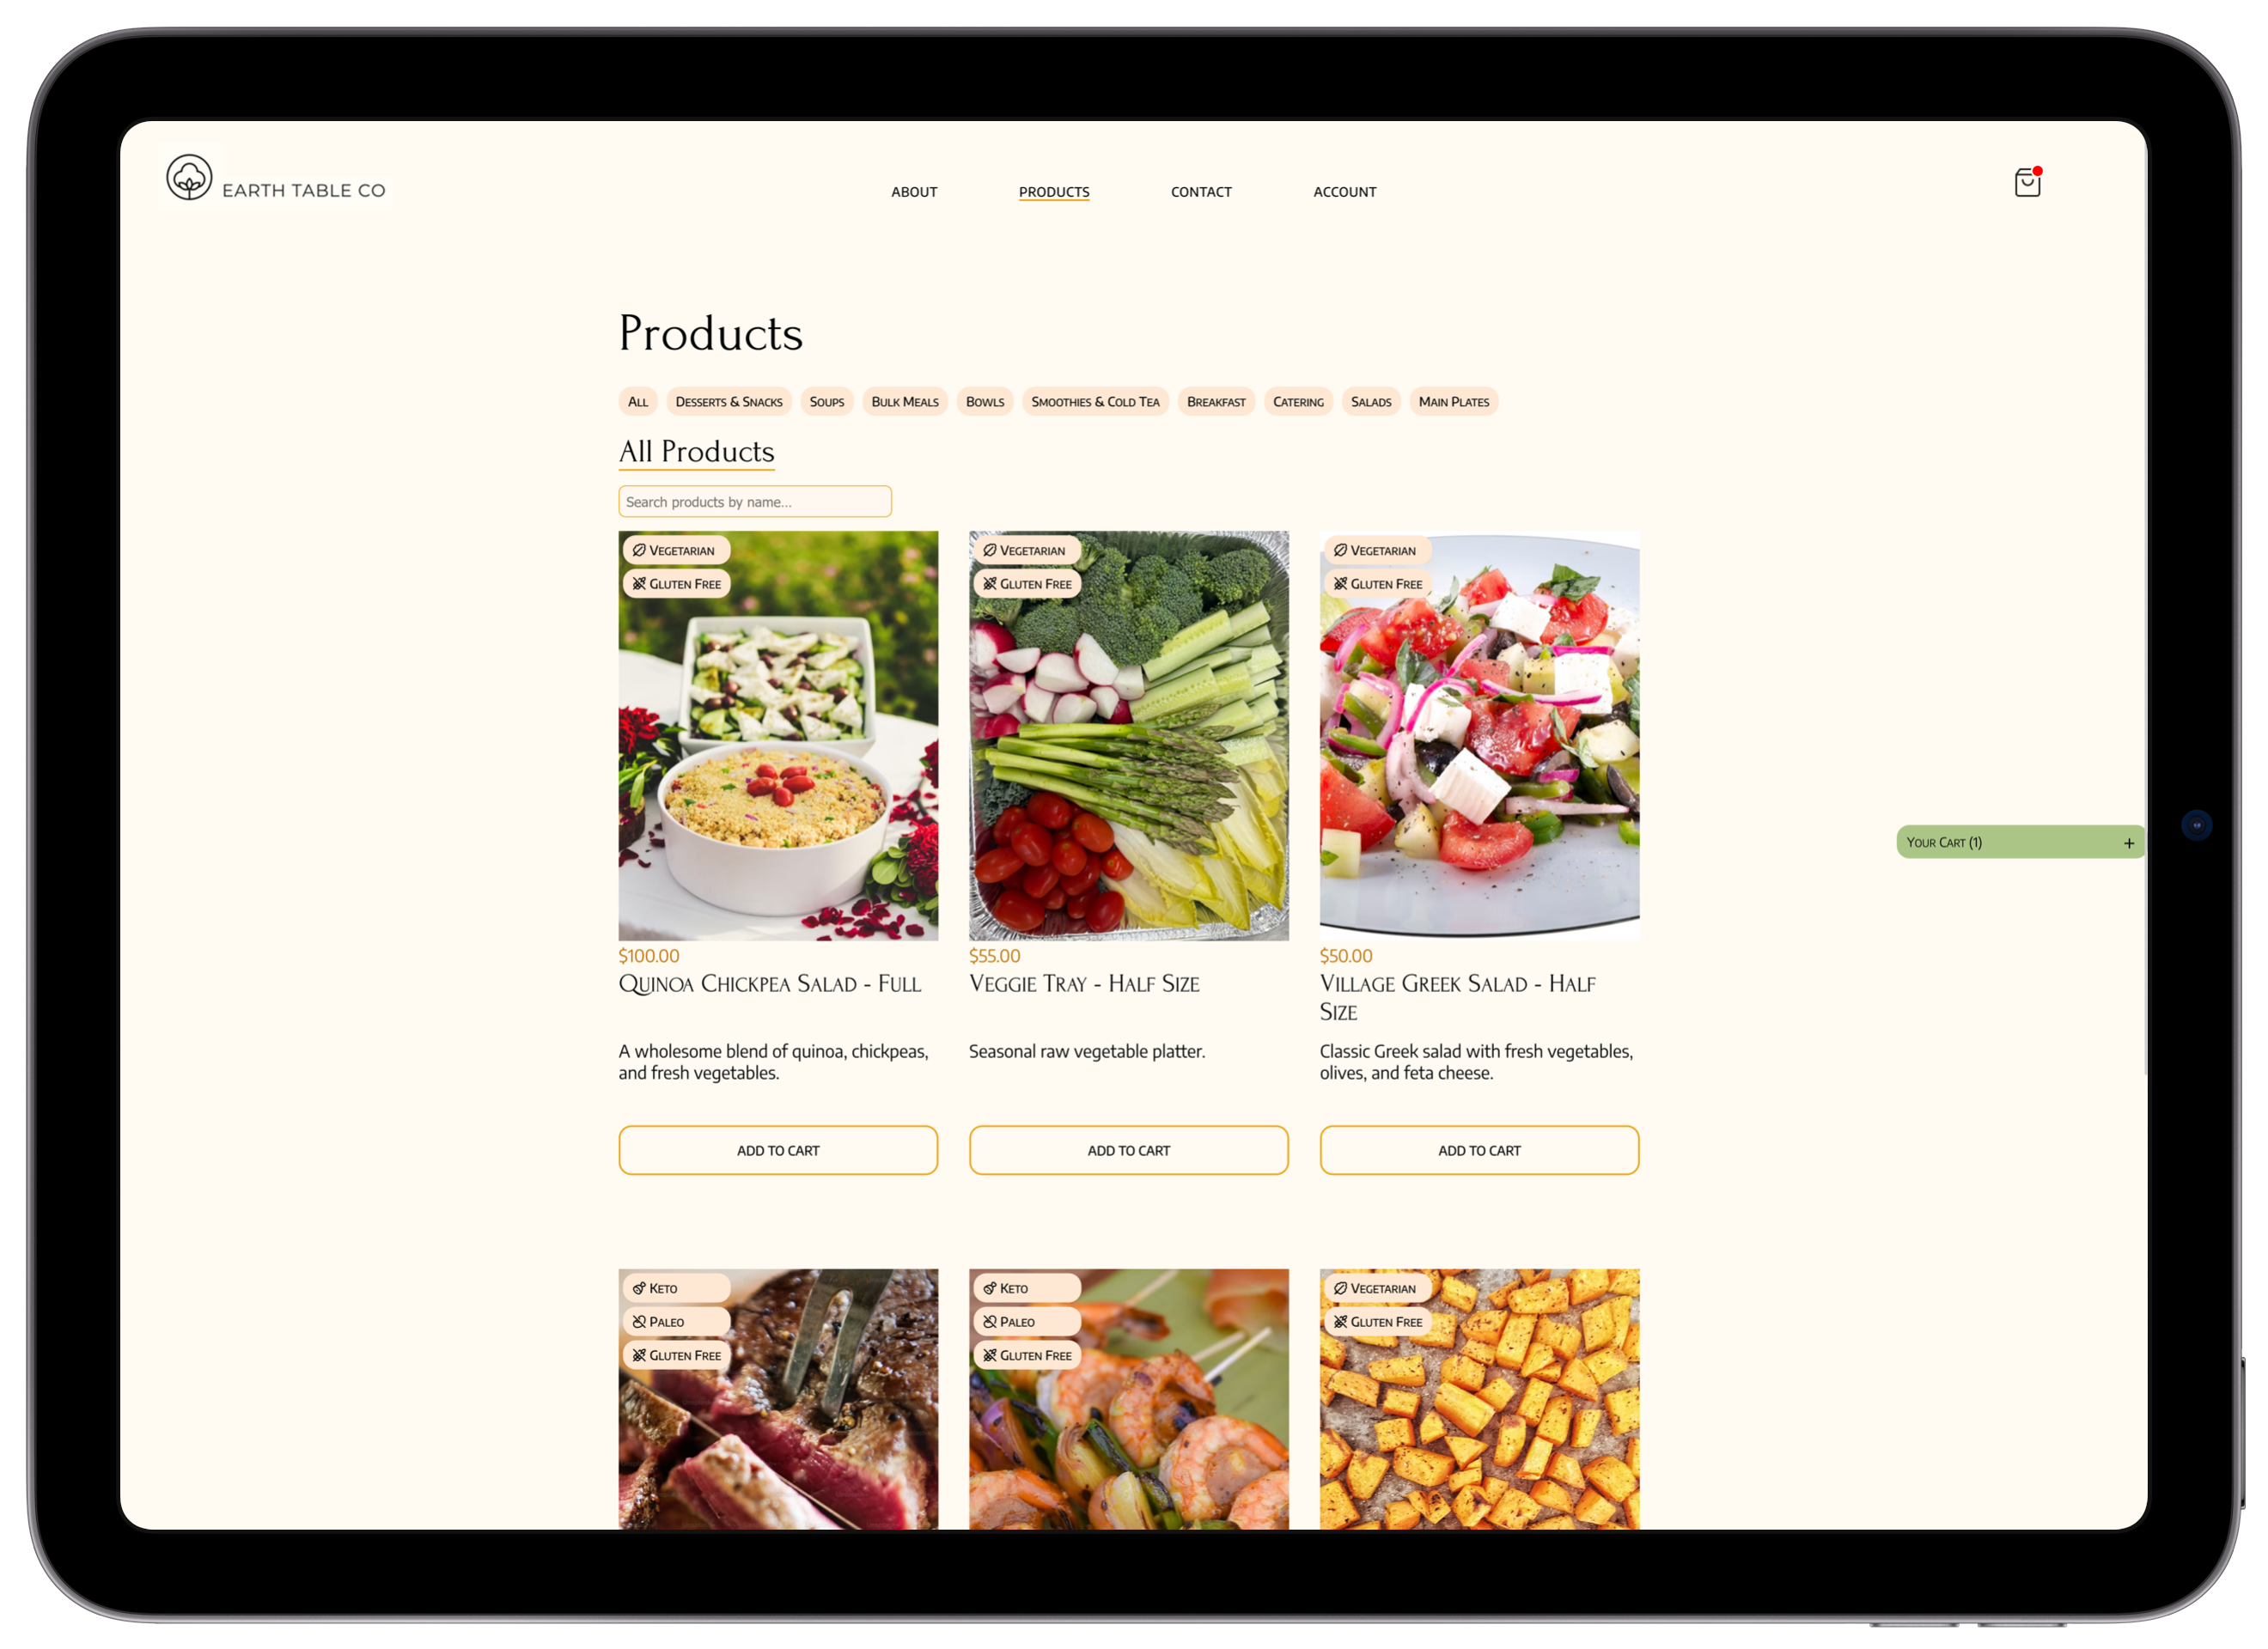 EARTH TABLE CO
ABOUT PRODUCTS CONTACT ACCOUNT
Products
All Desserts & Snacks Soups Bulk Meals Bowls Smoothies & Cold Tea Breakfast Catering Salads Main Plates
All Products
Search products by name...
Vegetarian
Gluten Free
Vegetarian
Gluten Free
Vegetarian
Gluten Free
Your Cart (1) +
$100.00
Quinoa Chickpea Salad - Full
A wholesome blend of quinoa, chickpeas,
and fresh vegetables.
ADD TO CART
$55.00
Veggie Tray - Half Size
Seasonal raw vegetable platter.
ADD TO CART
$50.00
Village Greek Salad - Half
Size
Classic Greek salad with fresh vegetables,
olives, and feta cheese.
ADD TO CART
Keto
Paleo
Gluten Free
Keto
Paleo
Gluten Free
Vegetarian
Gluten Free